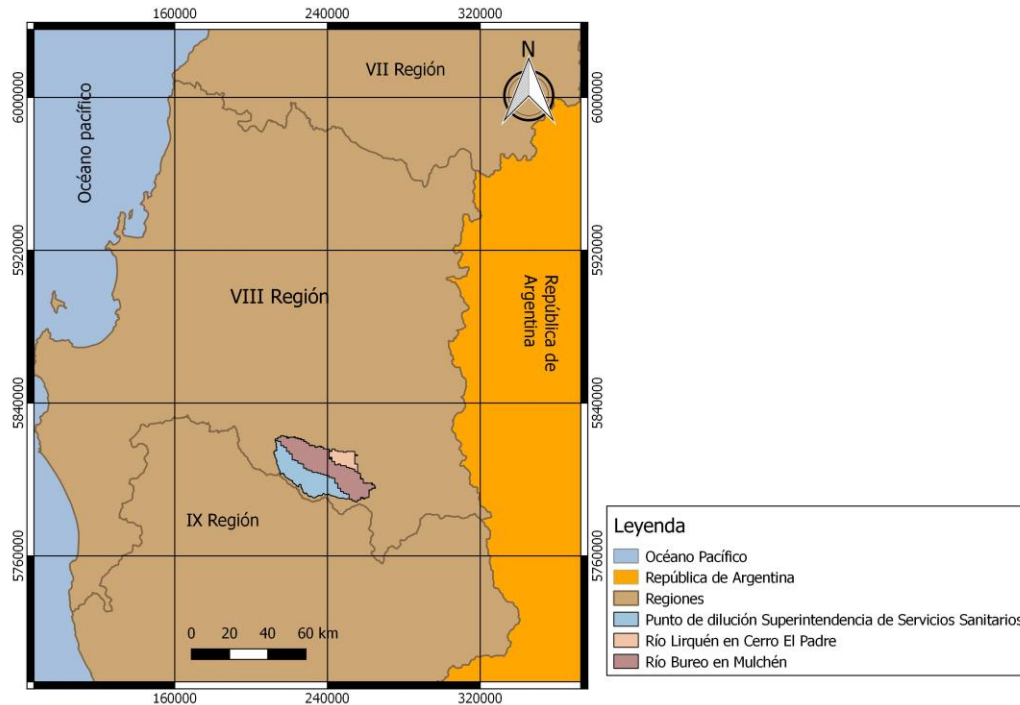 160000 240000 320000
N
VII Región
6000000 6000000
Océano pacífico
5920000 5920000
VIII Región
República de
Argentina
5840000 5840000
IX Región
5760000 5760000
0 20 40 60 km
160000 240000 320000
Leyenda
Océano Pacífico
República de Argentina
Regiones
Punto de dilución Superintendencia de Servicios Sanitarios
Río Lirquén en Cerro El Padre
Río Bureo en Mulchén